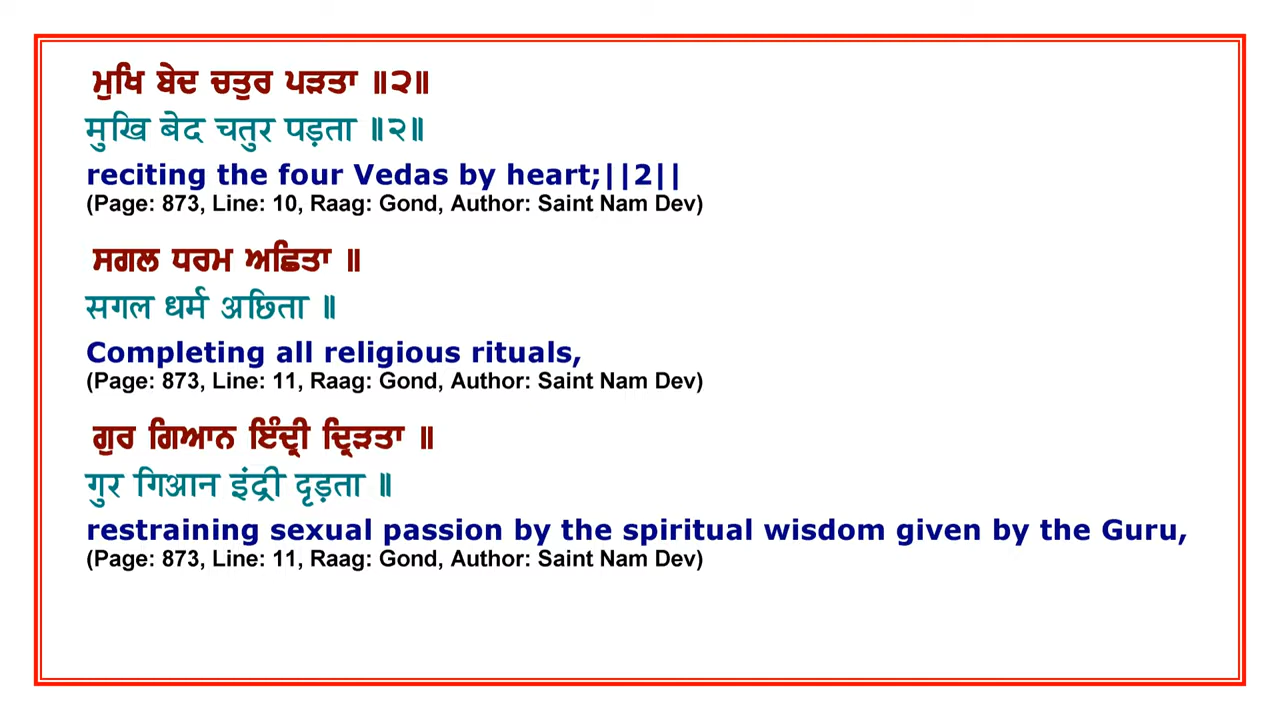 ਮੁਖਿ ਬੇਦ ਚਤੁਰ ਪੜਤਾ ॥੨॥
मुखि बेद चतुर पड़ता ॥२॥
reciting the four Vedas by heart;||2||
(Page: 873, Line: 10, Raag: Gond, Author: Saint Nam Dev)
ਸਗਲ ਧਰਮ ਅਛਿਤਾ ॥
सगल धर्म अछिता ॥
Completing all religious rituals,
(Page: 873, Line: 11, Raag: Gond, Author: Saint Nam Dev)
ਗੁਰ ਗਿਆਨ ਇੰਦ੍ਰੀ ਦ੍ਰਿੜਤਾ ॥
गुर गिआन इंद्री दृड़ता ॥
restraining sexual passion by the spiritual wisdom given by the Guru,
(Page: 873, Line: 11, Raag: Gond, Author: Saint Nam Dev)